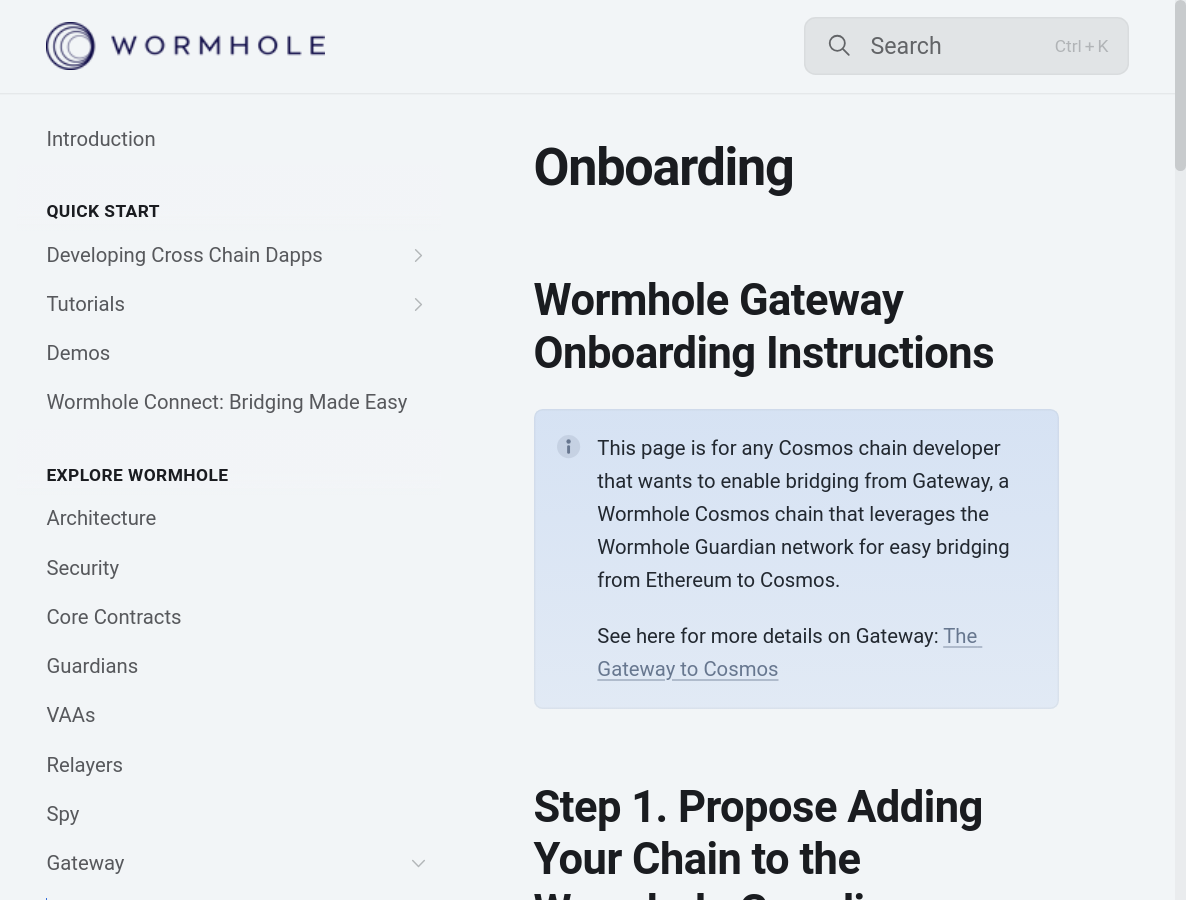 WORMHOLE
Search
Ctrl + K
Introduction
QUICK START
Developing Cross Chain Dapps
Tutorials
Demos
Wormhole Connect: Bridging Made Easy
EXPLORE WORMHOLE
Architecture
Security
Core Contracts
Guardians
VAAs
Relayers
Spy
Gateway
Onboarding
Wormhole Gateway
Onboarding Instructions
This page is for any Cosmos chain developer
that wants to enable bridging from Gateway, a
Wormhole Cosmos chain that leverages the
Wormhole Guardian network for easy bridging
from Ethereum to Cosmos.
See here for more details on Gateway: The
Gateway to Cosmos
Step 1. Propose Adding
Your Chain to the